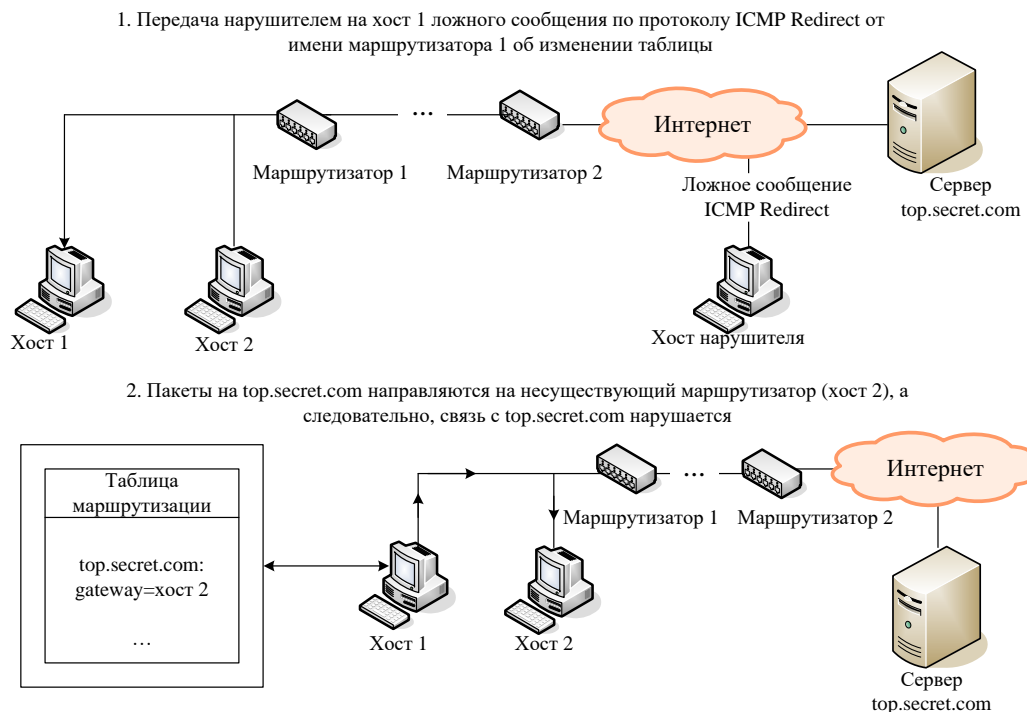 1. Передача нарушителем на хост 1 ложного сообщения по протоколу ICMP Redirect от
имени маршрутизатора 1 об изменении таблицы
...
Интернет
Маршрутизатор 1
Маршрутизатор 2
Ложное сообщение
ICMP Redirect
Сервер
top.secret.com
Хост 1
Хост 2
Хост нарушителя
2. Пакеты на top.secret.com направляются на несуществующий маршрутизатор (хост 2), а
следовательно, связь с top.secret.com нарушается
Таблица
маршрутизации
top.secret.com:
gateway=хост 2
...
...
Интернет
Маршрутизатор 1
Маршрутизатор 2
Хост 1
Хост 2
Сервер
top.secret.com